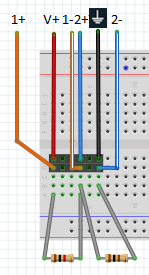 1+ V+ 1-2+ 2-